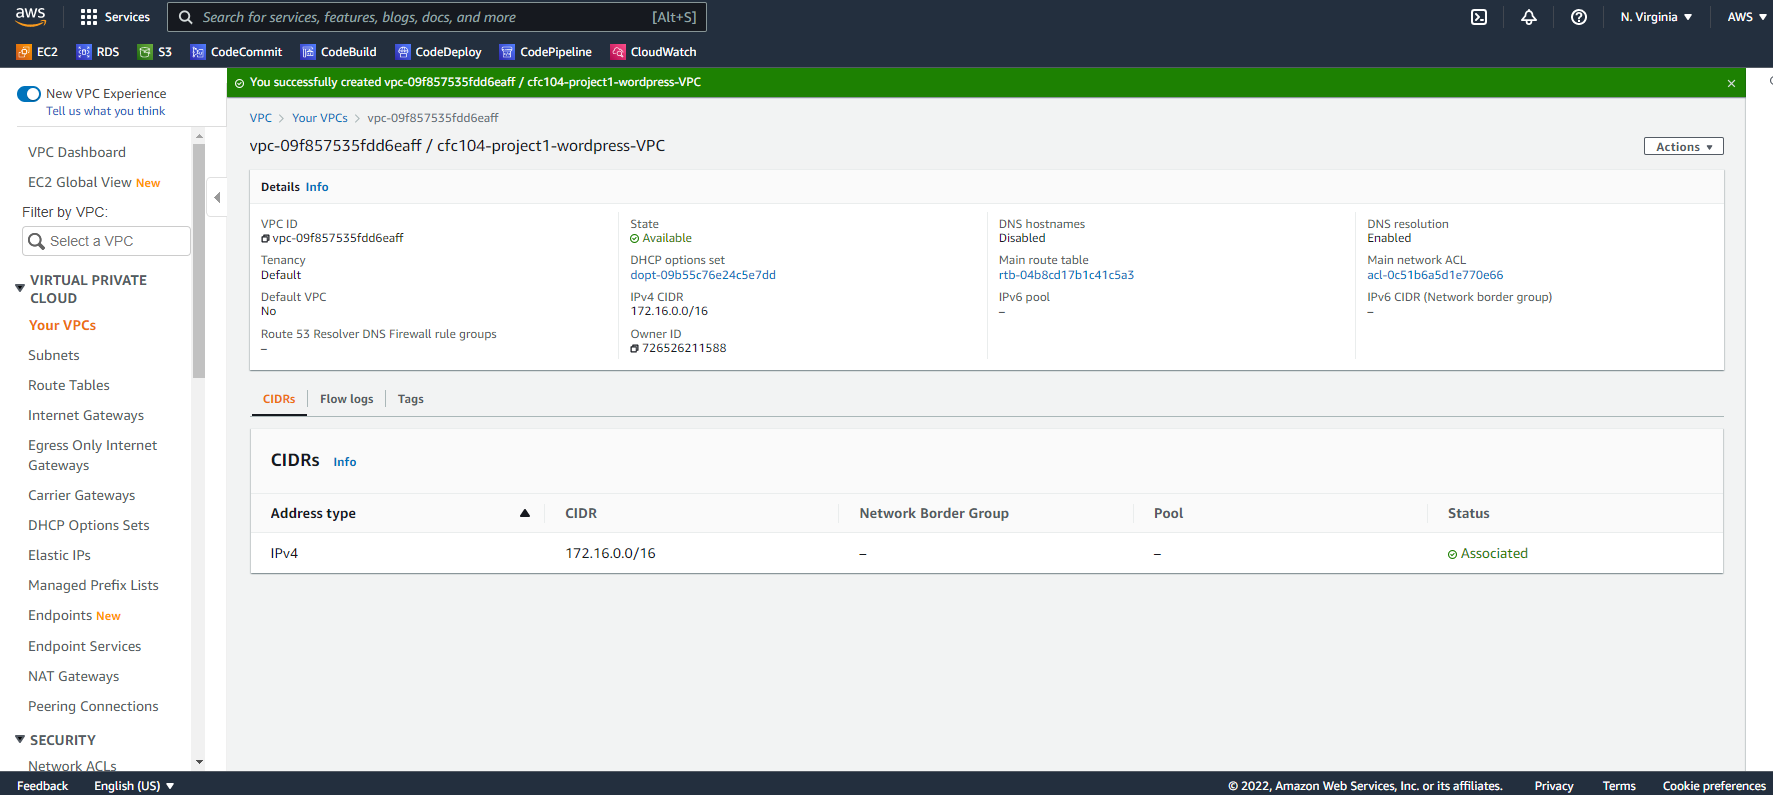 aws
Services
Search for services, features, blogs, docs, and more
[Alt+S]
N. Virginia
AWS
EC2
RDS
S3
CodeCommit
CodeBuild
CodeDeploy
CodePipeline
CloudWatch
New VPC Experience
Tell us what you think
VPC Dashboard
EC2 Global View New
Filter by VPC:
Select a VPC
VIRTUAL PRIVATE
CLOUD
Your VPCs
Subnets
Route Tables
Internet Gateways
Egress Only Internet
Gateways
Carrier Gateways
DHCP Options Sets
Elastic IPs
Managed Prefix Lists
Endpoints New
Endpoint Services
NAT Gateways
Peering Connections
SECURITY
Network ACLs
You successfully created vpc-09f857535fdd6eaff / cfc104-project1-wordpress-VPC
VPC > Your VPCs > vpc-09f857535fdd6eaff
vpc-09f857535fdd6eaff / cfc104-project1-wordpress-VPC
Actions
Details Info
VPC ID
vpc-09f857535fdd6eaff
State
Available
DNS hostnames
Disabled
DNS resolution
Enabled
Tenancy
Default
DHCP options set
dopt-09b55c76e24c5e7dd
Main route table
rtb-04b8cd17b1c41c5a3
Main network ACL
acl-0c51b6a5d1e770e66
Default VPC
No
IPv4 CIDR
172.16.0.0/16
IPv6 pool
–
IPv6 CIDR (Network border group)
–
Route 53 Resolver DNS Firewall rule groups
–
Owner ID
726526211588
CIDRs
Flow logs
Tags
CIDRs Info
Address type
CIDR
Network Border Group
Pool
Status
IPv4
172.16.0.0/16
–
–
Associated
Feedback
English (US)
© 2022, Amazon Web Services, Inc. or its affiliates.
Privacy
Terms
Cookie preferences